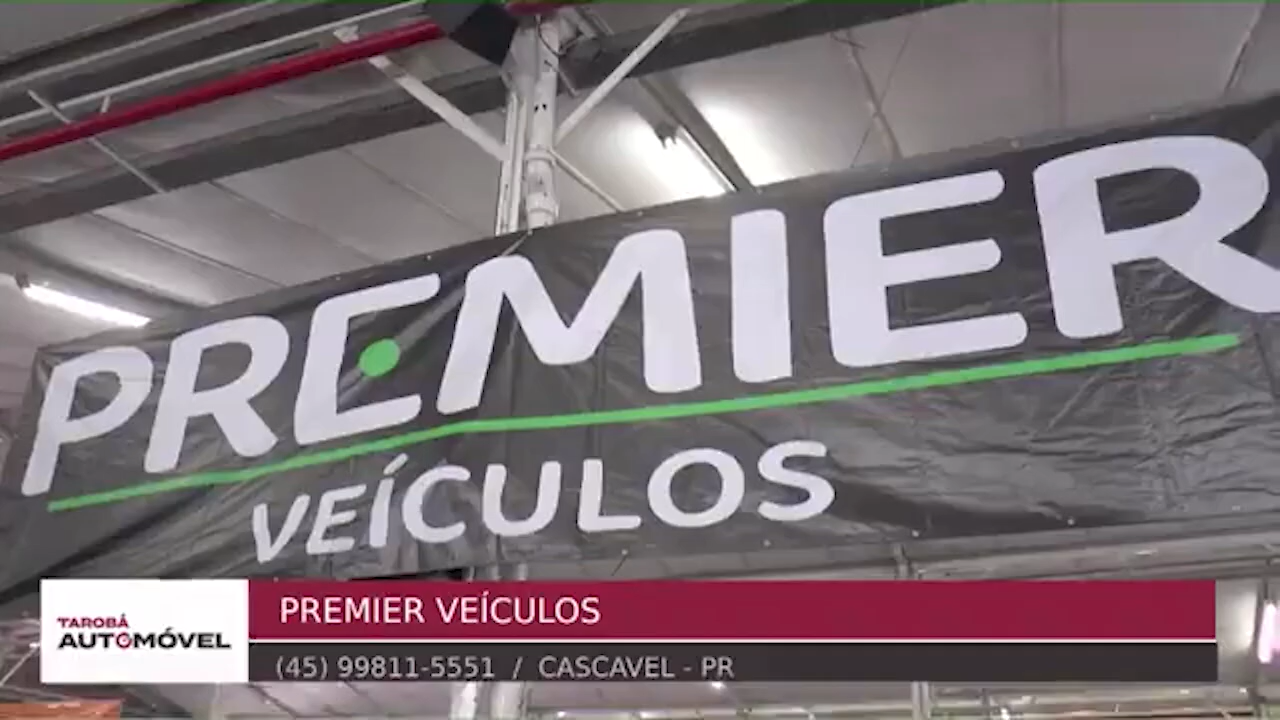 PREMIER
VEÍCULOS
TAROBÁ
AUTOMÓVEL
PREMIER VEÍCULOS
(45) 99811-5551 / CASCAVEL - PR